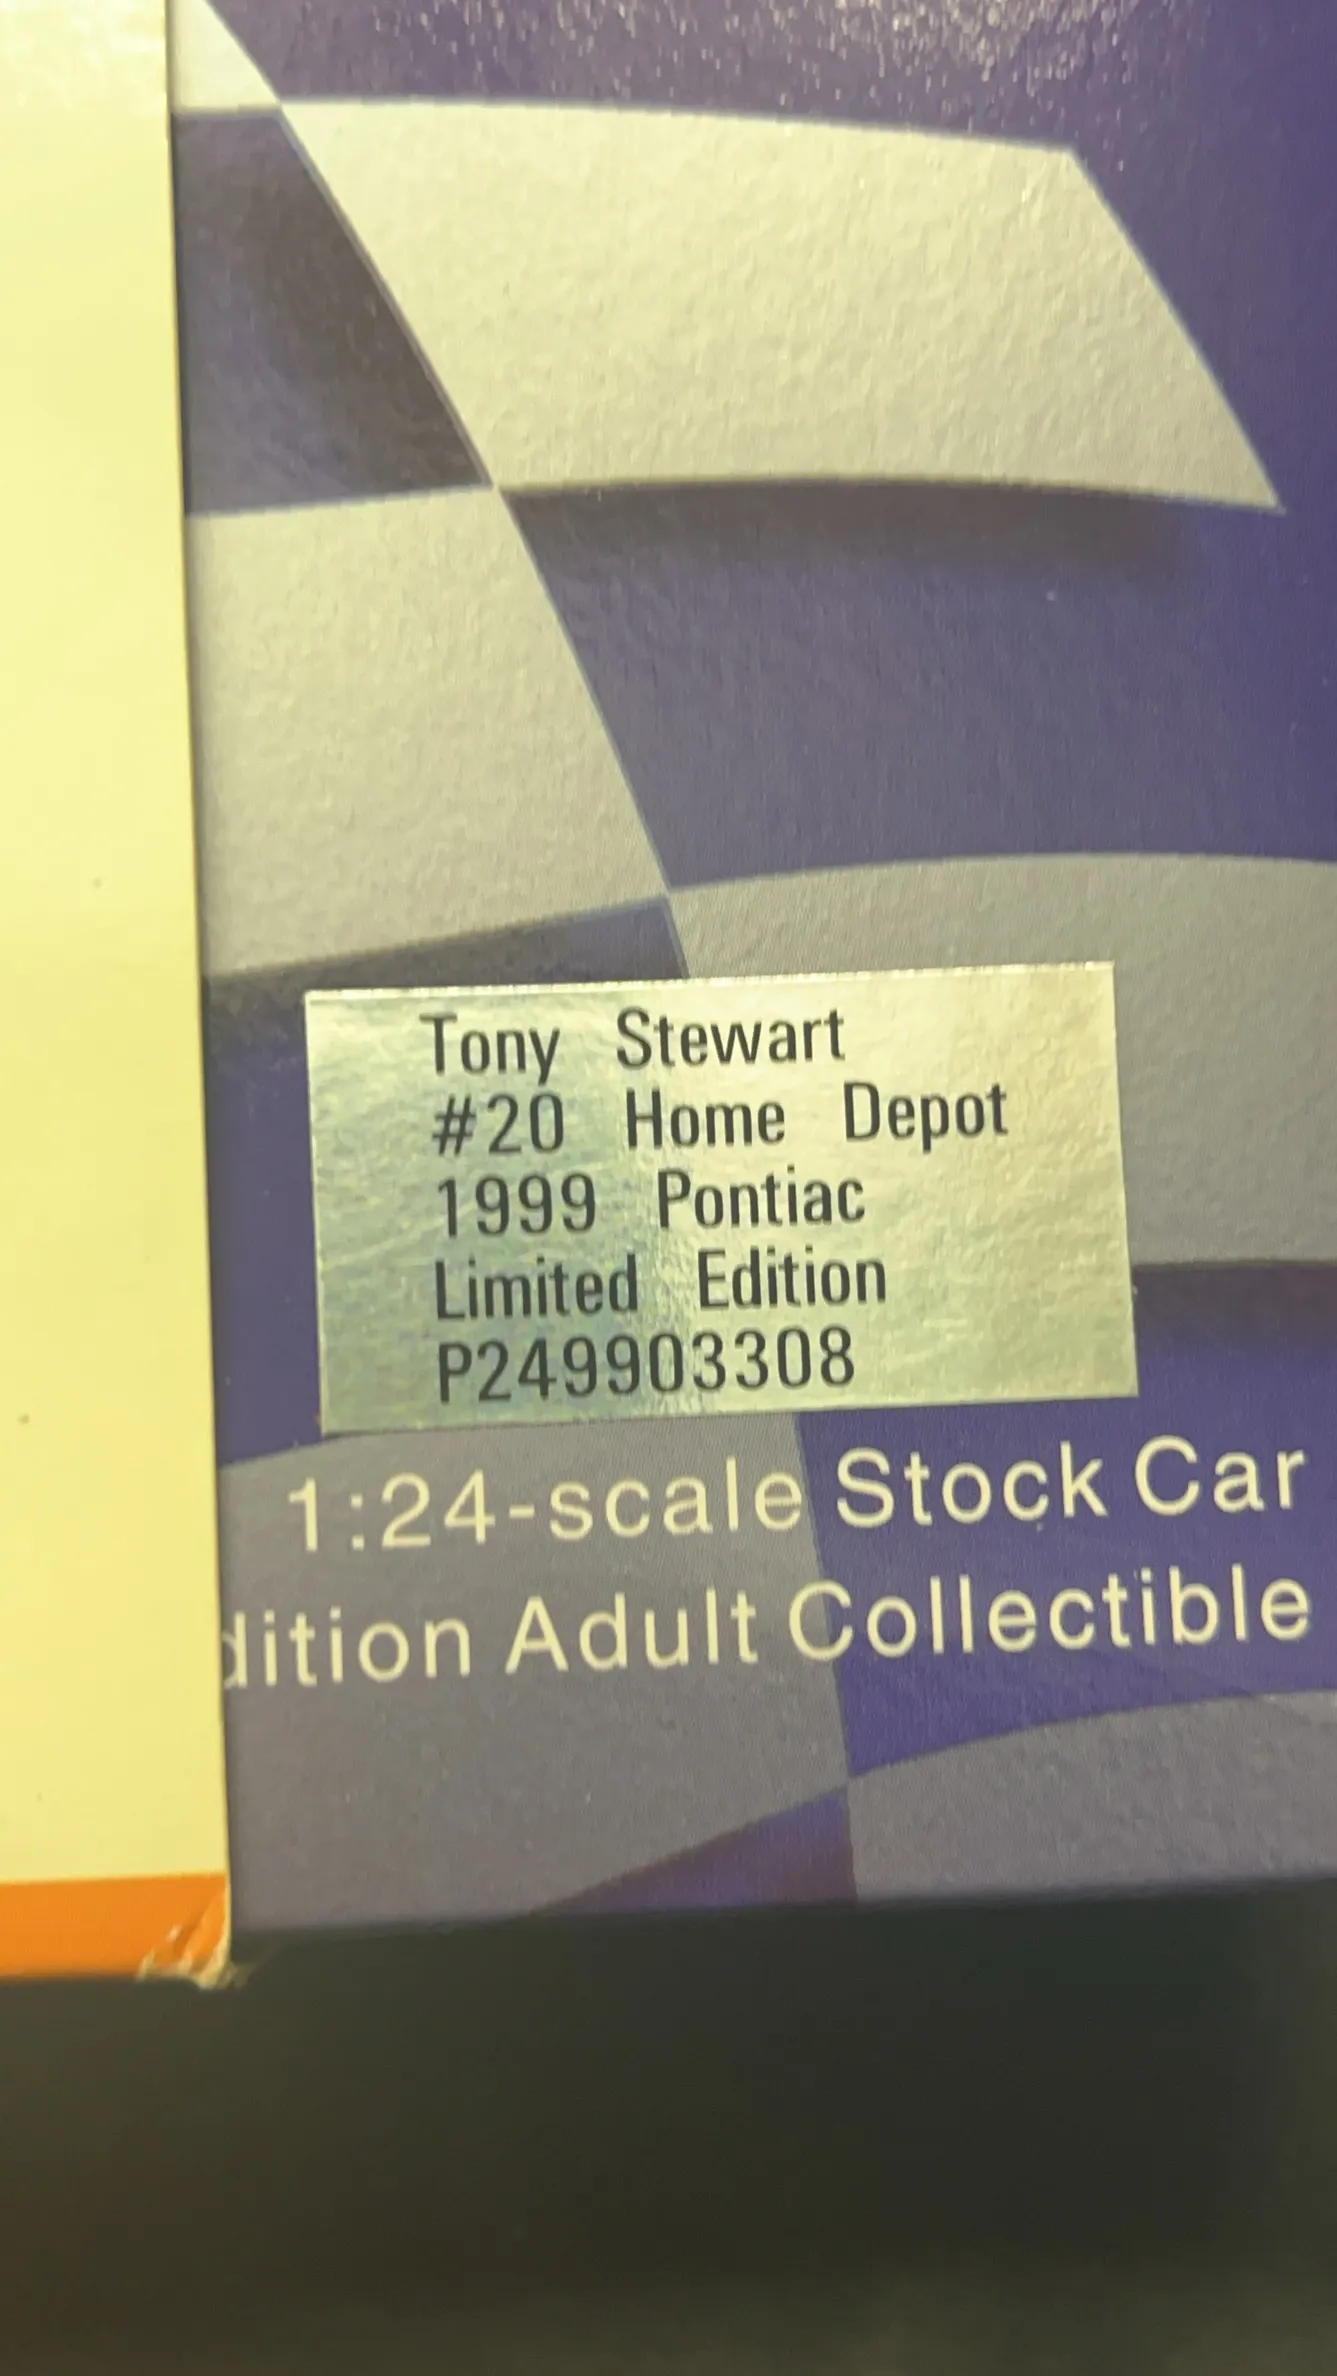 Tony Stewart
#20 Home Depot
1999 Pontiac
Limited Edition
P249903308
1:24-scale Stock Car
dition Adult Collectible